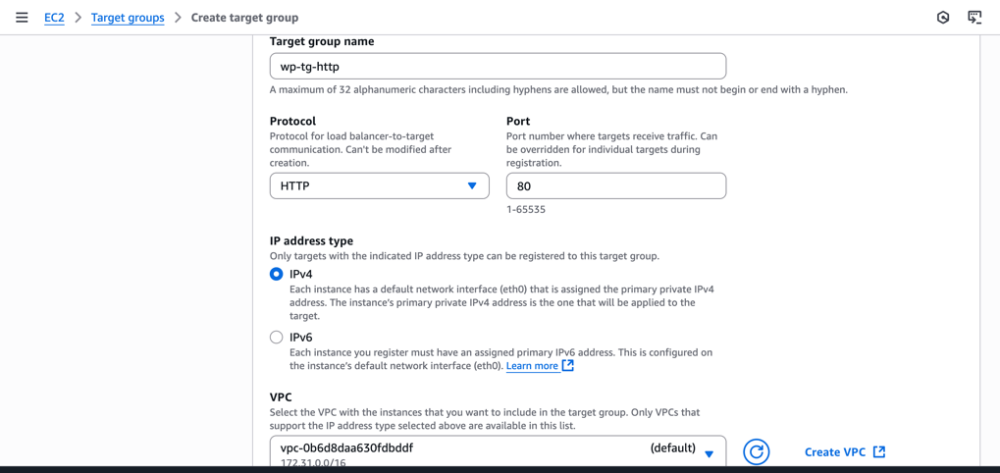 EC2 > Target groups > Create target group
Target group name
wp-tg-http
A maximum of 32 alphanumeric characters including hyphens are allowed, but the name must not begin or end with a hyphen.
Protocol
Protocol for load balancer-to-target
communication. Can't be modified after
creation.
HTTP
Port
Port number where targets receive traffic. Can
be overridden for individual targets during
registration.
80
1-65535
IP address type
Only targets with the indicated IP address type can be registered to this target group.
IPv4
Each instance has a default network interface (eth0) that is assigned the primary private IPv4
address. The instance's primary private IPv4 address is the one that will be applied to the
target.
IPv6
Each instance you register must have an assigned primary IPv6 address. This is configured on
the instance's default network interface (eth0). Learn more
VPC
Select the VPC with the instances that you want to include in the target group. Only VPCs that
support the IP address type selected above are available in this list.
vpc-0b6d8daa630fdbddf (default)
172.31.0.0/16
Create VPC